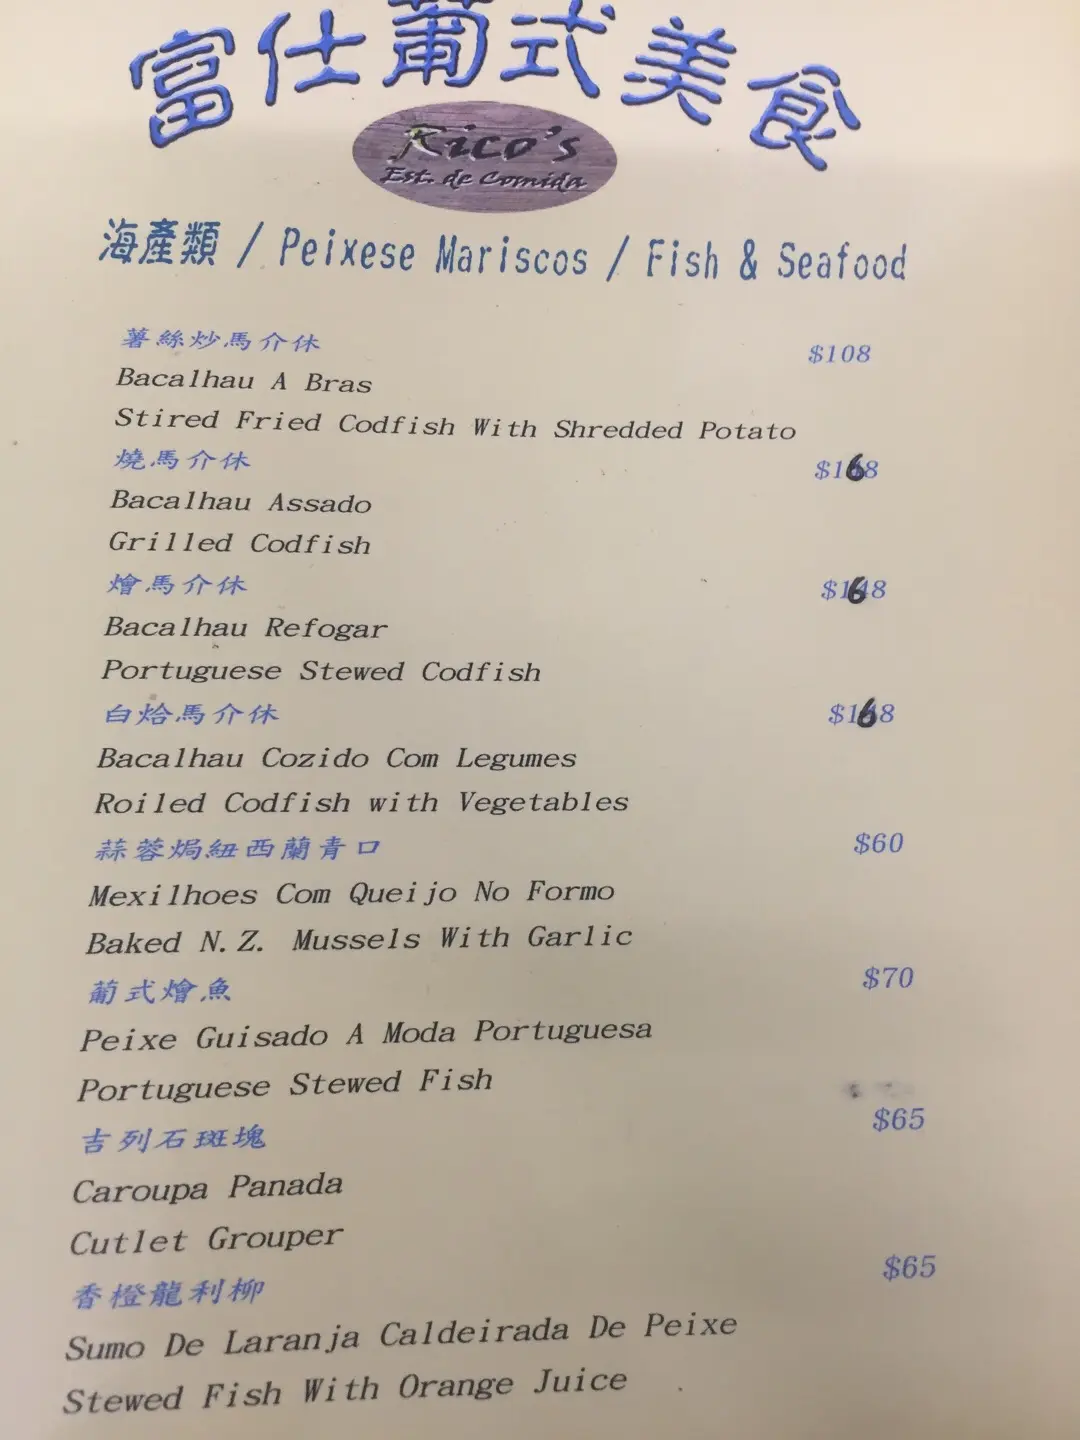 富仕葡式美食
Rico's
Est. de Comida
海產類 / Peixese Mariscos / Fish & Seafood
薯絲炒馬介休 $108
Bacalhau A Bras
Stired Fried Codfish With Shredded Potato
燒馬介休 $168
Bacalhau Assado
Grilled Codfish
燴馬介休 $168
Bacalhau Refogar
Portuguese Stewed Codfish
白烚馬介休 $168
Bacalhau Cozido Com Legumes
Roiled Codfish with Vegetables
蒜蓉焗紐西蘭青口 $60
Mexilhoes Com Queijo No Formo
Baked N.Z. Mussels With Garlic
葡式燴魚 $70
Peixe Guisado A Moda Portuguesa
Portuguese Stewed Fish
吉列石斑塊 $65
Caroupa Panada
Cutlet Grouper
香橙龍利柳 $65
Sumo De Laranja Caldeirada De Peixe
Stewed Fish With Orange Juice